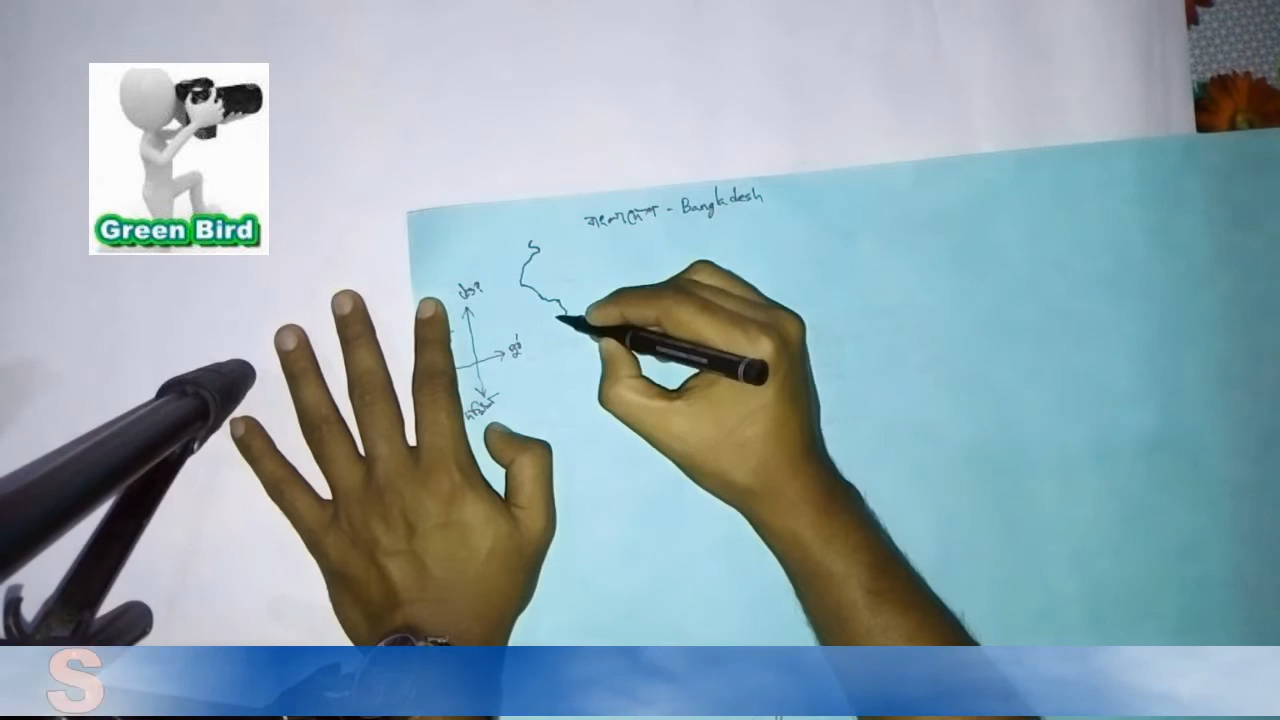 Green Bird
বাংলাদেশ - Bangladesh
উত্তর
পূর্ব
দক্ষিণ
S